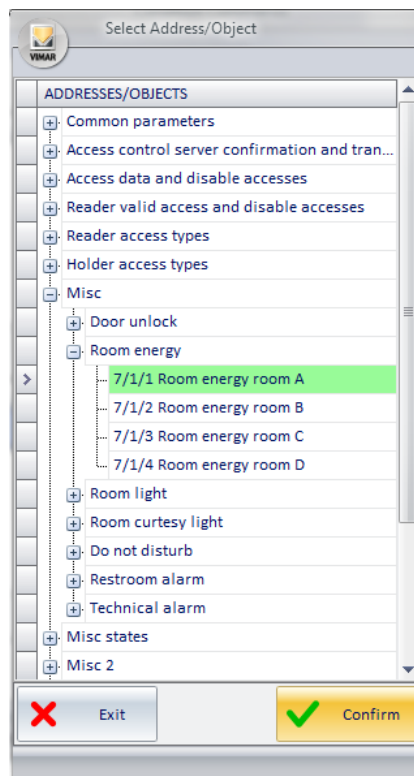 Select Address/Object
VIMAR
ADDRESSES/OBJECTS
Common parameters
Access control server confirmation and tran...
Access data and disable accesses
Reader valid access and disable accesses
Reader access types
Holder access types
Misc
Door unlock
Room energy
7/1/1 Room energy room A
7/1/2 Room energy room B
7/1/3 Room energy room C
7/1/4 Room energy room D
Room light
Room curtesy light
Do not disturb
Restroom alarm
Technical alarm
Misc states
Misc 2
Exit
Confirm